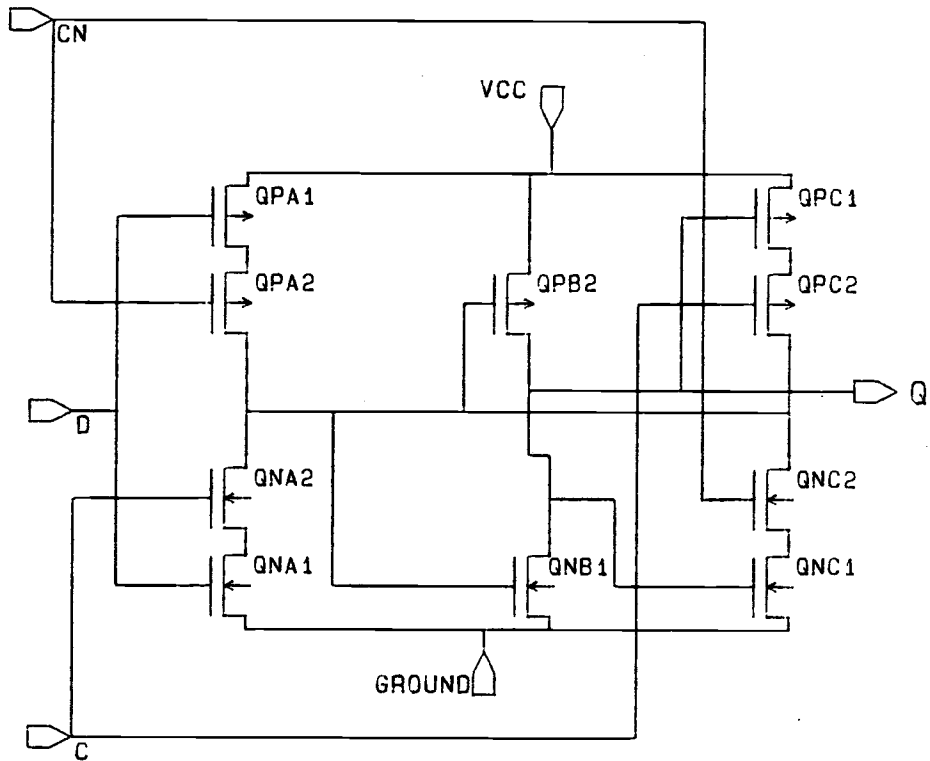 CN
VCC
QPA1
QPC1
QPA2
QPB2
QPC2
Q
D
QNA2
QNC2
QNA1
QNB1
QNC1
GROUND
C